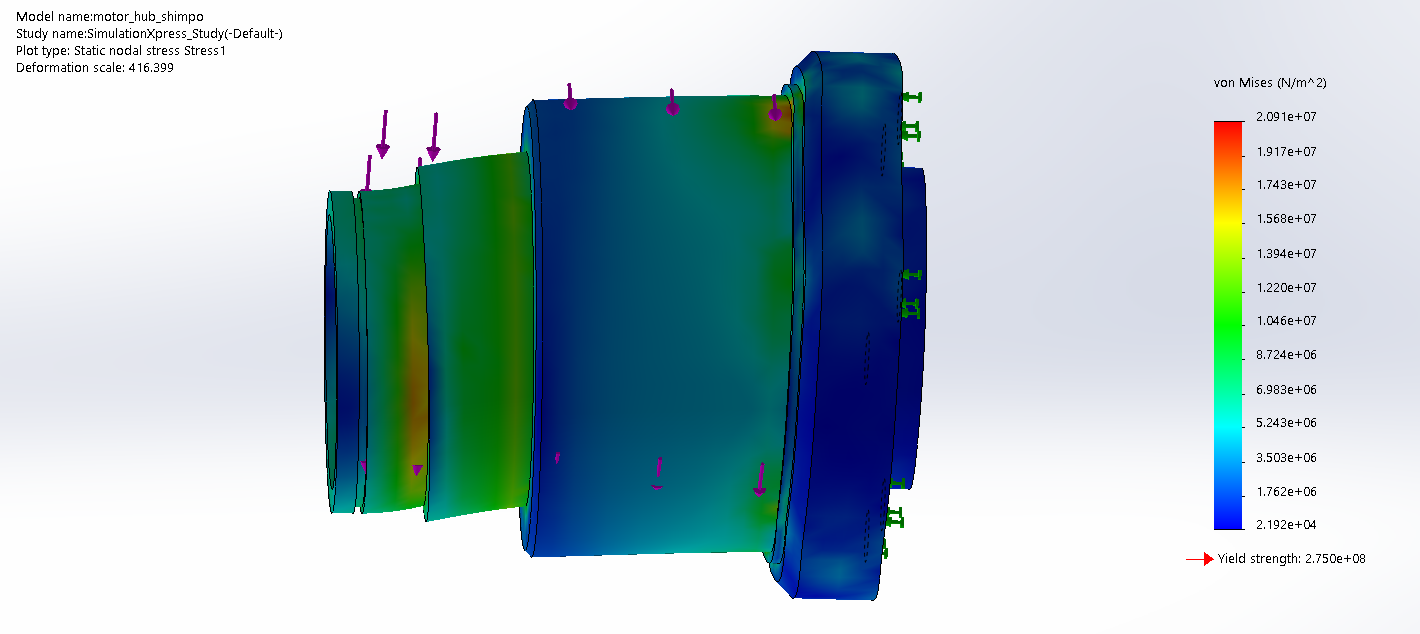 Model name:motor_hub_shimpo
Study name:SimulationXpress_Study(-Default-)
Plot type: Static nodal stress Stress1
Deformation scale: 416.399
von Mises (N/m^2)
2.091e+07
1.917e+07
1.743e+07
1.568e+07
1.394e+07
1.220e+07
1.046e+07
8.724e+06
6.983e+06
5.243e+06
3.503e+06
1.762e+06
2.192e+04
Yield strength: 2.750e+08